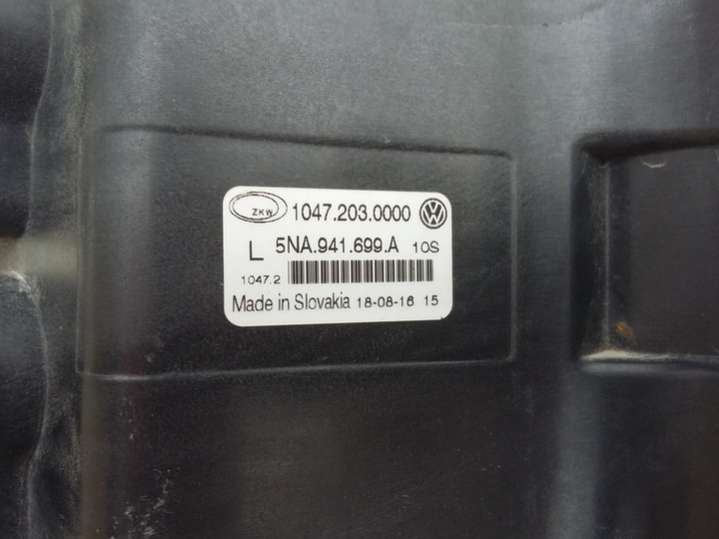 ZKW 1047.203.0000
L 5NA.941.699.A 10S
1047.2
Made in Slovakia 18-08-16 15